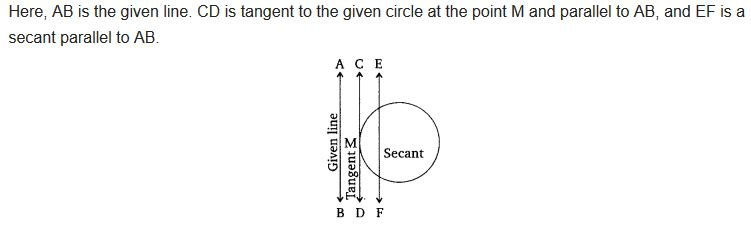 Here, AB is the given line. CD is tangent to the given circle at the point M and parallel to AB, and EF is a
secant parallel to AB.
A C E
Given line
Tangent M
Secant
B D F